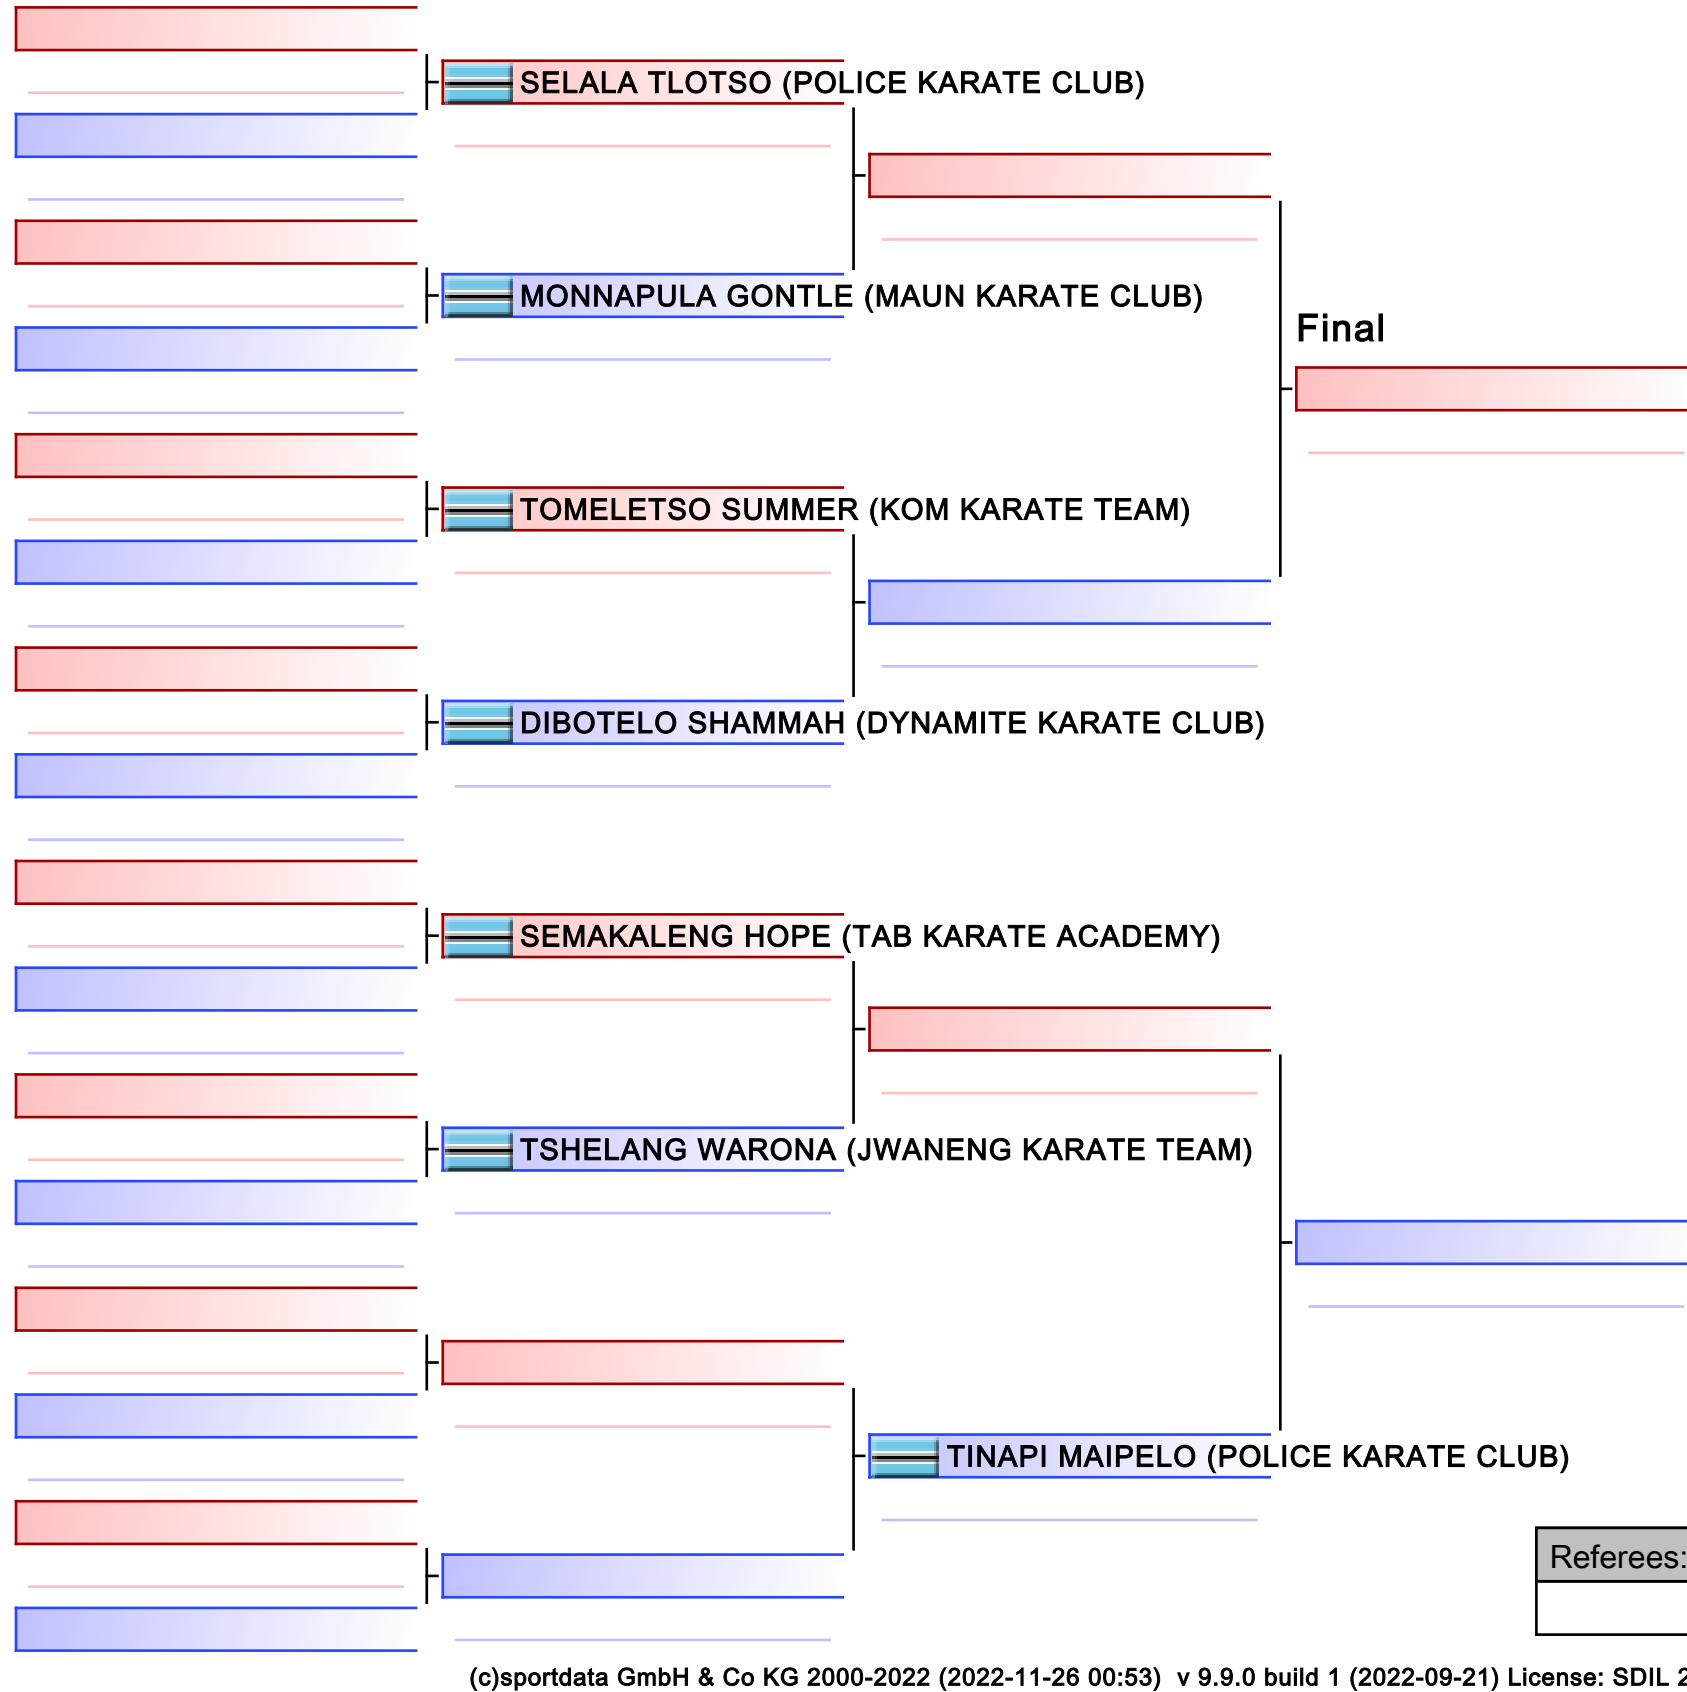 SELALA TLOTSO (POLICE KARATE CLUB)
MONNAPULA GONTLE (MAUN KARATE CLUB)
Final
TOMELETSO SUMMER (KOM KARATE TEAM)
DIBOTELO SHAMMAH (DYNAMITE KARATE CLUB)
SEMAKALENG HOPE (TAB KARATE ACADEMY)
TSHELANG WARONA (JWANENG KARATE TEAM)
TINAPI MAIPELO (POLICE KARATE CLUB)
Referees:
(c)sportdata GmbH & Co KG 2000-2022 (2022-11-26 00:53) v 9.9.0 build 1 (2022-09-21) License: SDIL 2